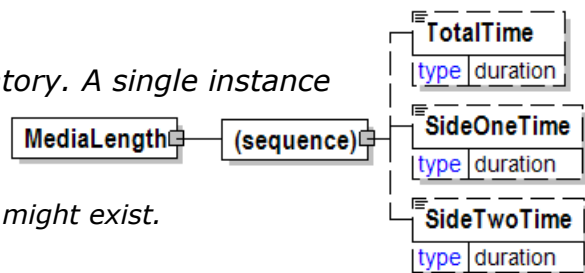 TotalTime
type duration
tory. A single instance
SideOneTime
MediaLength (sequence)
type duration
might exist.
SideTwoTime
type duration